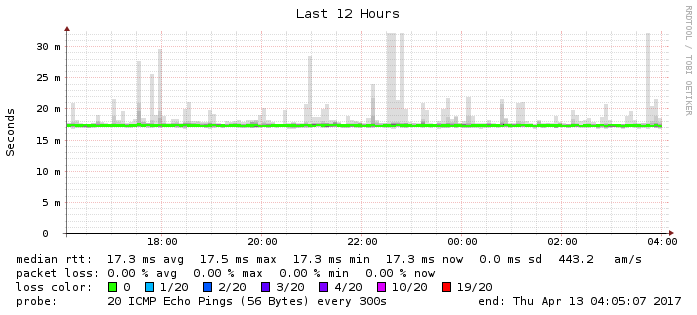 Last 12 Hours
RRDTOOL / TOBI OETIKER
Seconds
30 m
25 m
20 m
15 m
10 m
5 m
0
18:00 20:00 22:00 00:00 02:00 04:00
median rtt: 17.3 ms avg 17.5 ms max 17.3 ms min 17.3 ms now 0.0 ms sd 443.2 am/s
packet loss: 0.00 % avg 0.00 % max 0.00 % min 0.00 % now
loss color: 0 1/20 2/20 3/20 4/20 10/20 19/20
probe: 20 ICMP Echo Pings (56 Bytes) every 300s end: Thu Apr 13 04:05:07 2017